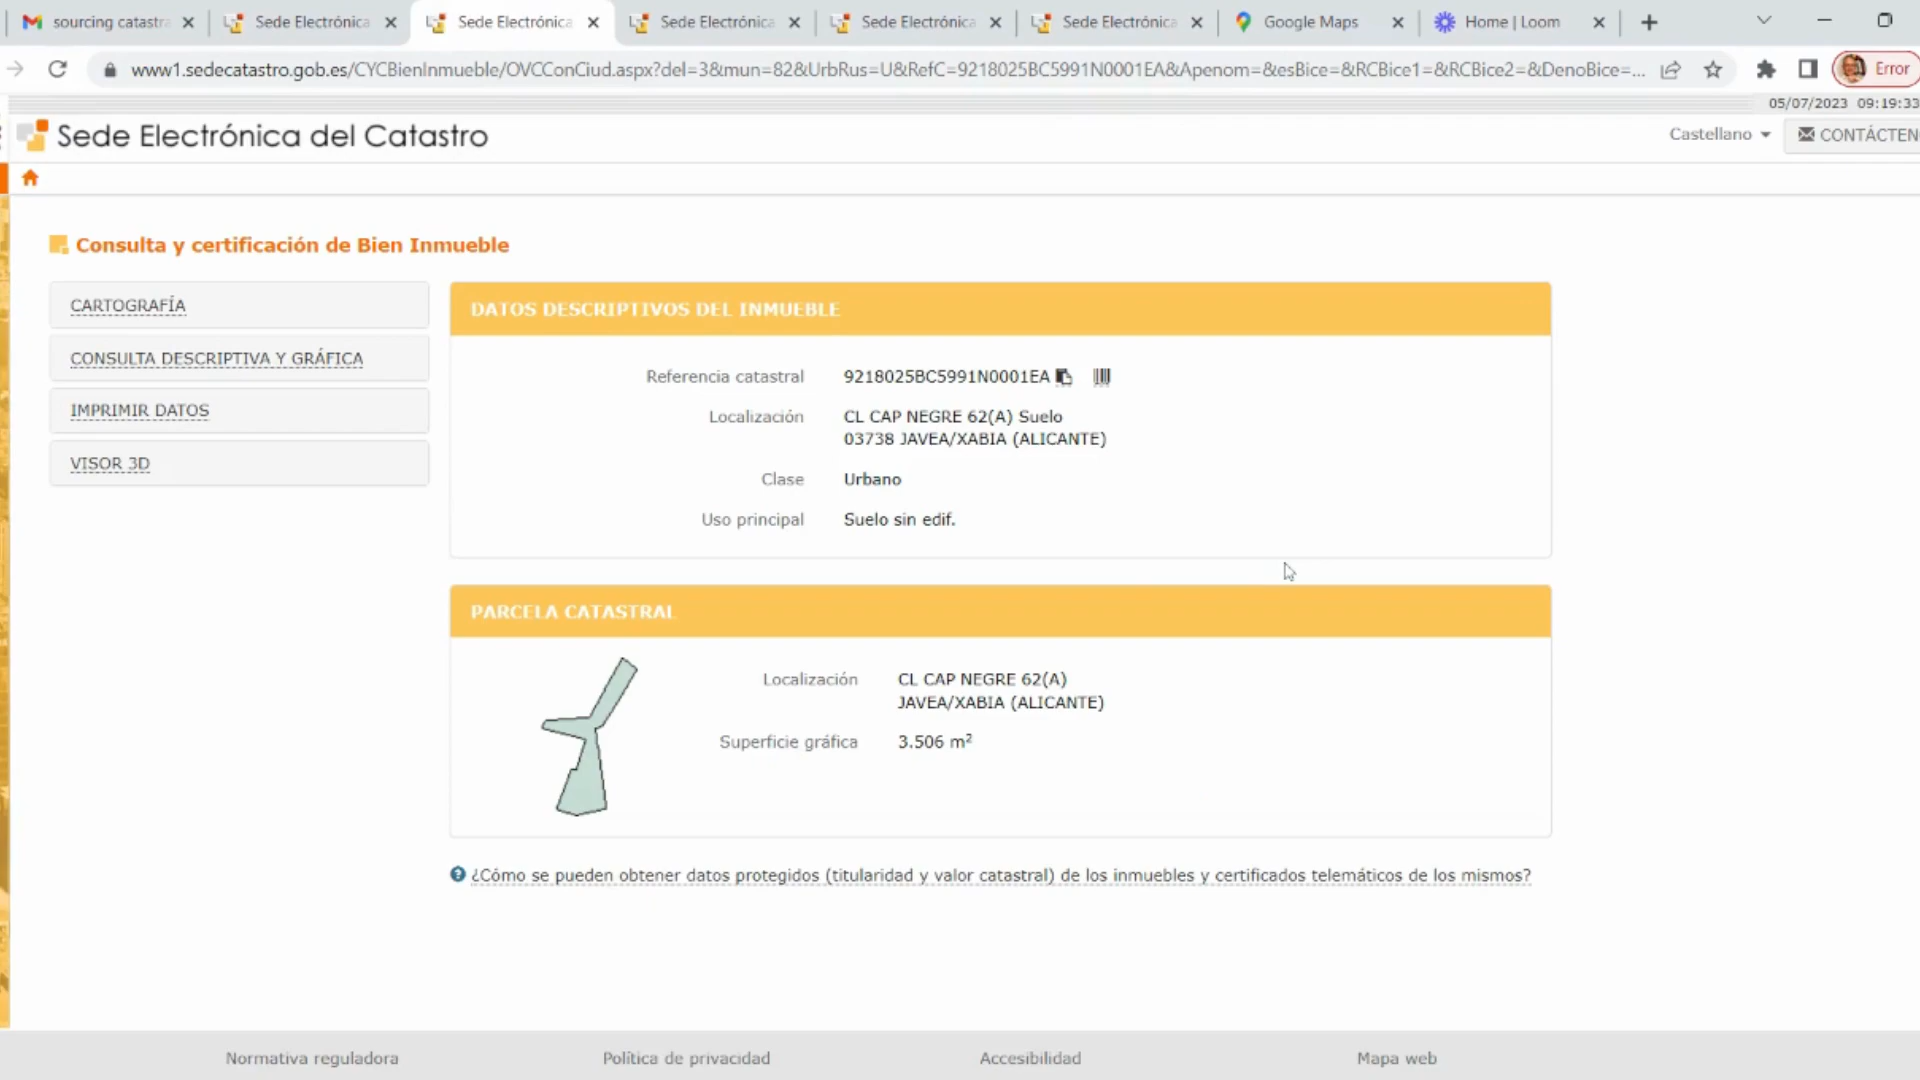 sourcing catastra
Sede Electrónica
Sede Electrónica
Sede Electrónica
Sede Electrónica
Sede Electrónica
Google Maps
Home | Loom
www1.sedecatastro.gob.es/CYCBienInmueble/OVCConCiud.aspx?del=3&mun=82&UrbRus=U&RefC=9218025BC5991N0001EA&Apenom=&esBice=&RCBice1=&RCBice2=&DenoBice=...
Error
05/07/2023 09:19:33
Sede Electrónica del Catastro
Castellano
CONTÁCTEN
Consulta y certificación de Bien Inmueble
CARTOGRAFÍA
CONSULTA DESCRIPTIVA Y GRÁFICA
IMPRIMIR DATOS
VISOR 3D
DATOS DESCRIPTIVOS DEL INMUEBLE
Referencia catastral 9218025BC5991N0001EA
Localización CL CAP NEGRE 62(A) Suelo
03738 JAVEA/XABIA (ALICANTE)
Clase Urbano
Uso principal Suelo sin edif.
PARCELA CATASTRAL
Localización CL CAP NEGRE 62(A)
JAVEA/XABIA (ALICANTE)
Superficie gráfica 3.506 m²
¿Cómo se pueden obtener datos protegidos (titularidad y valor catastral) de los inmuebles y certificados telemáticos de los mismos?
Normativa reguladora
Política de privacidad
Accesibilidad
Mapa web